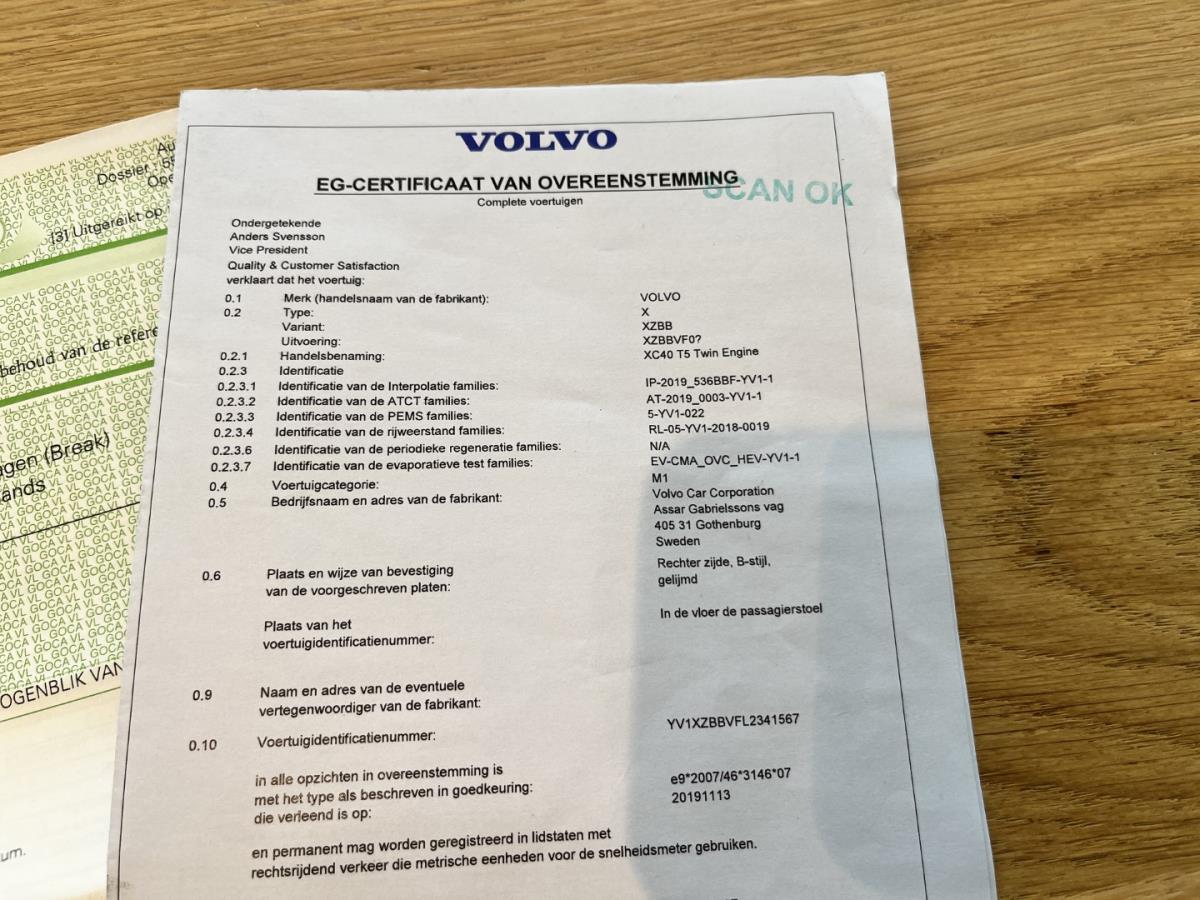 Au
Dossier : 55
Ope
[3] Uitgereikt op
behoud van de refere
agen (Break)
ands
OGENBLIK VAN
um.
VOLVO
EG-CERTIFICAAT VAN OVEREENSTEMMING
SCAN OK
Complete voertuigen
Ondergetekende
Anders Svensson
Vice President
Quality & Customer Satisfaction
verklaart dat het voertuig:
0.1 Merk (handelsnaam van de fabrikant): VOLVO
0.2 Type: X
Variant: XZBB
Uitvoering: XZBBVF0?
0.2.1 Handelsbenaming: XC40 T5 Twin Engine
0.2.3 Identificatie
0.2.3.1 Identificatie van de Interpolatie families: IP-2019_536BBF-YV1-1
0.2.3.2 Identificatie van de ATCT families: AT-2019_0003-YV1-1
0.2.3.3 Identificatie van de PEMS families: 5-YV1-022
0.2.3.4 Identificatie van de rijweerstand families: RL-05-YV1-2018-0019
0.2.3.6 Identificatie van de periodieke regeneratie families: N/A
0.2.3.7 Identificatie van de evaporatieve test families: EV-CMA_OVC_HEV-YV1-1
0.4 Voertuigcategorie: M1
0.5 Bedrijfsnaam en adres van de fabrikant: Volvo Car Corporation
Assar Gabrielssons vag
405 31 Gothenburg
Sweden
0.6 Plaats en wijze van bevestiging Rechter zijde, B-stijl,
van de voorgeschreven platen: gelijmd
Plaats van het In de vloer de passagierstoel
voertuigidentificatienummer:
0.9 Naam en adres van de eventuele
vertegenwoordiger van de fabrikant:
0.10 Voertuigidentificatienummer: YV1XZBBVFL2341567
in alle opzichten in overeenstemming is
met het type als beschreven in goedkeuring: e9*2007/46*3146*07
die verleend is op: 20191113
en permanent mag worden geregistreerd in lidstaten met
rechtsrijdend verkeer die metrische eenheden voor de snelheidsmeter gebruiken.